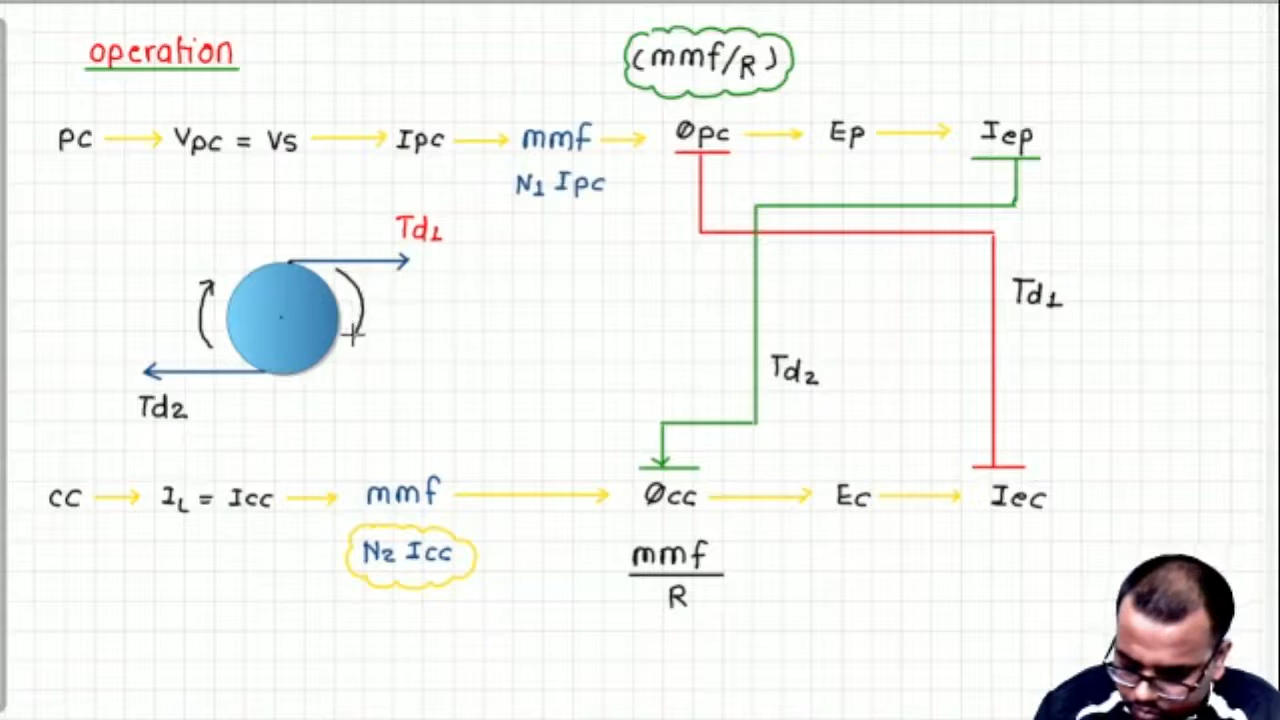 operation
(mmf/R)
PC → VPC = VS → IPC → mmf → ØPC → Ep → Iep
N1 IPC
Td1
Td1
Td2
Td2
CC → IL = ICC → mmf → ØCC → EC → Iec
N2 ICC
mmf
R